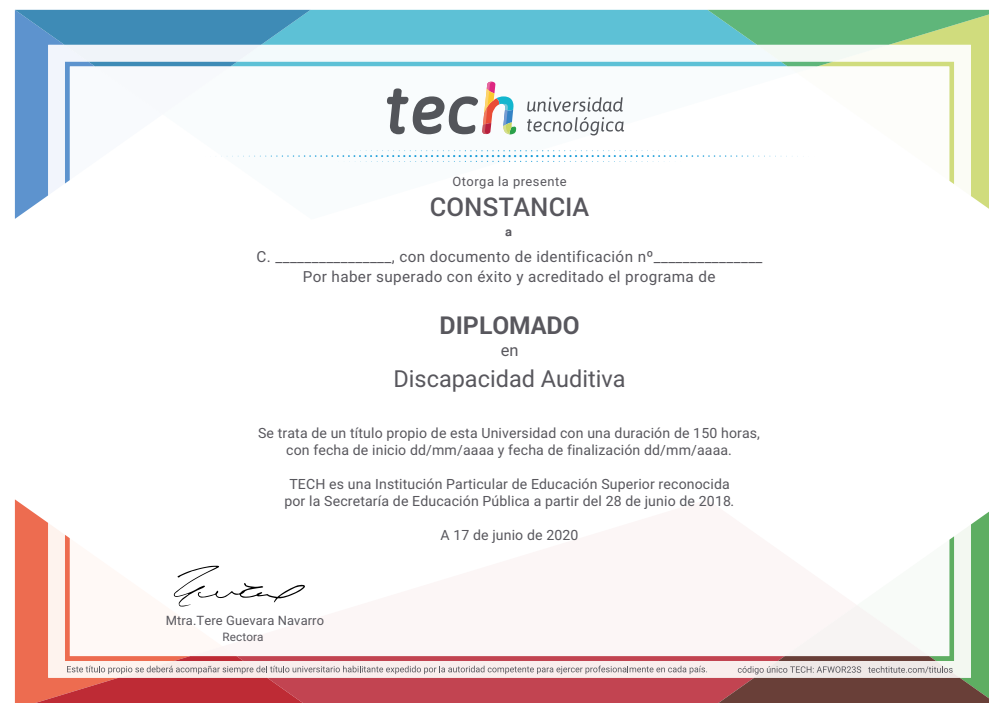 tech universidad
tecnológica
Otorga la presente
CONSTANCIA
a
C. ________________, con documento de identificación nº_______________
Por haber superado con éxito y acreditado el programa de
DIPLOMADO
en
Discapacidad Auditiva
Se trata de un título propio de esta Universidad con una duración de 150 horas,
con fecha de inicio dd/mm/aaaa y fecha de finalización dd/mm/aaaa.
TECH es una Institución Particular de Educación Superior reconocida
por la Secretaría de Educación Pública a partir del 28 de junio de 2018.
A 17 de junio de 2020
Mtra.Tere Guevara Navarro
Rectora
Este título propio se deberá acompañar siempre del título universitario habilitante expedido por la autoridad competente para ejercer profesionalmente en cada país. código único TECH: AFWOR23S techtitute.com/titulos